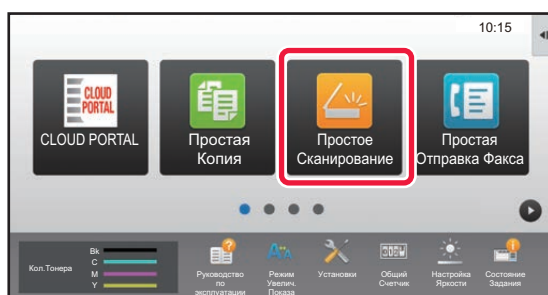 10:15
CLOUD
PORTAL
CLOUD PORTAL
Простая
Копия
Простое
Сканирование
Простая
Отправка Факса
Кол.Тонера
Bk
C
M
Y
Руководство
по
эксплуатации
Режим
Увелич.
Показа
Установки
Общий
Счетчик
Настройка
Яркости
Состояние
Задания